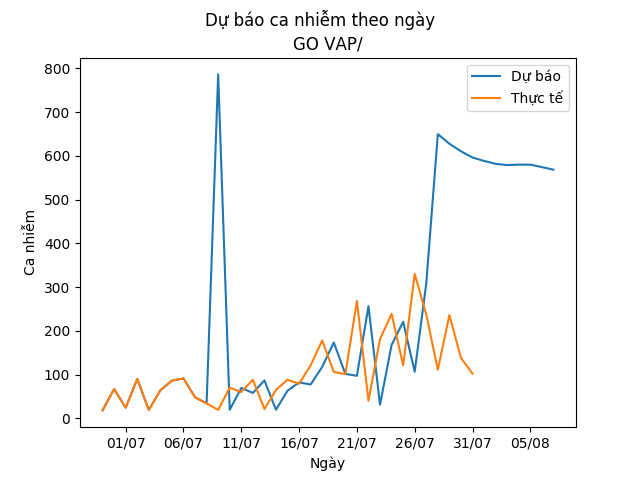 Dự báo ca nhiễm theo ngày
GO VAP/
Dự báo
Thực tế
Ca nhiễm
800
700
600
500
400
300
200
100
0
01/07
06/07
11/07
16/07
21/07
26/07
31/07
05/08
Ngày